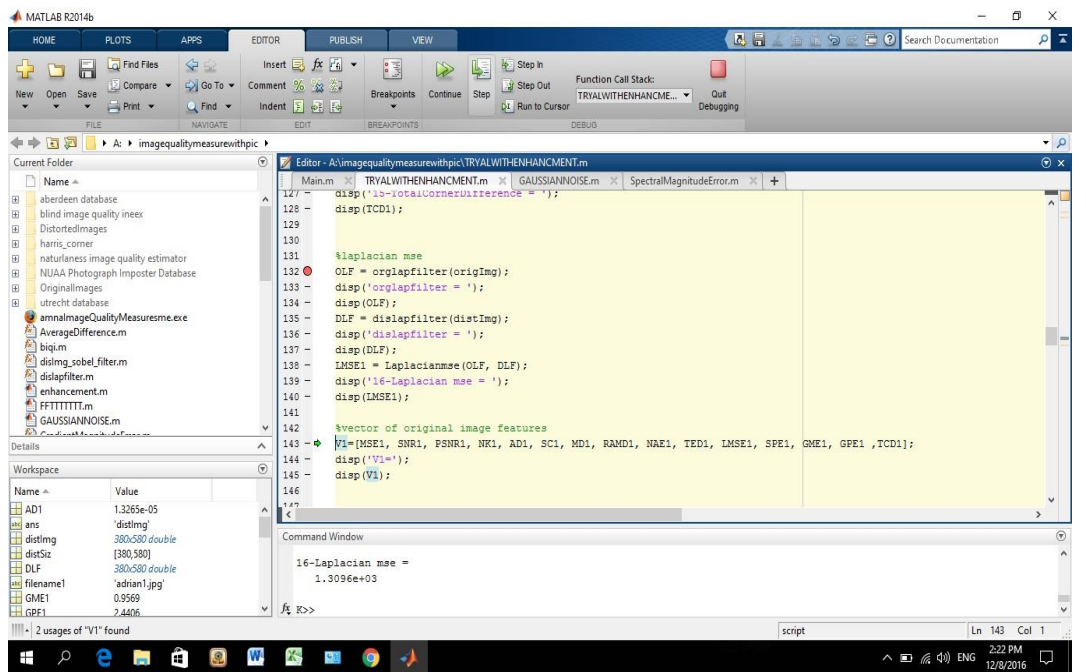 MATLAB R2014b
HOME PLOTS APPS EDITOR PUBLISH VIEW Search Documentation
New Open Save Find Files Compare Print Go To Find Insert fx Comment % Indent Breakpoints Continue Step Step In Step Out Run to Cursor Function Call Stack: TRYALWITHENHANCME... Quit Debugging
FILE NAVIGATE EDIT BREAKPOINTS DEBUG
A: imagequalitymeasurewithpic
Current Folder
Name
aberdeen database
blind image quality ineex
DistortedImages
harris_corner
naturlaness image quality estimator
NUAA Photograph Imposter Database
OriginalImages
utrecht database
amnaImageQualityMeasuresme.exe
AverageDifference.m
biqi.m
disImg_sobel_filter.m
dislapfilter.m
enhancement.m
FFTTTTTTT.m
GAUSSIANNOISE.m
GradientMagnitudeError.m
Details
Workspace
Name Value
AD1 1.3265e-05
ans 'distImg'
distImg 380x580 double
distSiz [380,580]
DLF 380x580 double
filename1 'adrian1.jpg'
GME1 0.9569
GPE1 2.4406
Editor - A:\imagequalitymeasurewithpic\TRYALWITHENHANCMENT.m
Main.m TRYALWITHENHANCMENT.m GAUSSIANNOISE.m SpectralMagnitudeError.m +
127 - disp('15-TotalCornerDifference = ');
128 - disp(TCD1);
129
130
131 %laplacian mse
132 OLF = orglapfilter(origImg);
133 - disp('orglapfilter = ');
134 - disp(OLF);
135 - DLF = dislapfilter(distImg);
136 - disp('dislapfilter = ');
137 - disp(DLF);
138 - LMSE1 = Laplacianmse(OLF, DLF);
139 - disp('16-Laplacian mse = ');
140 - disp(LMSE1);
141
142 %vector of original image features
143 - V1=[MSE1, SNR1, PSNR1, NK1, AD1, SC1, MD1, RAMD1, NAE1, TED1, LMSE1, SPE1, GME1, GPE1 ,TCD1];
144 - disp('V1=');
145 - disp(V1);
146
147
Command Window
16-Laplacian mse =
1.3096e+03
fx K>>
2 usages of "V1" found script Ln 143 Col 1
ENG 2:22 PM
12/8/2016